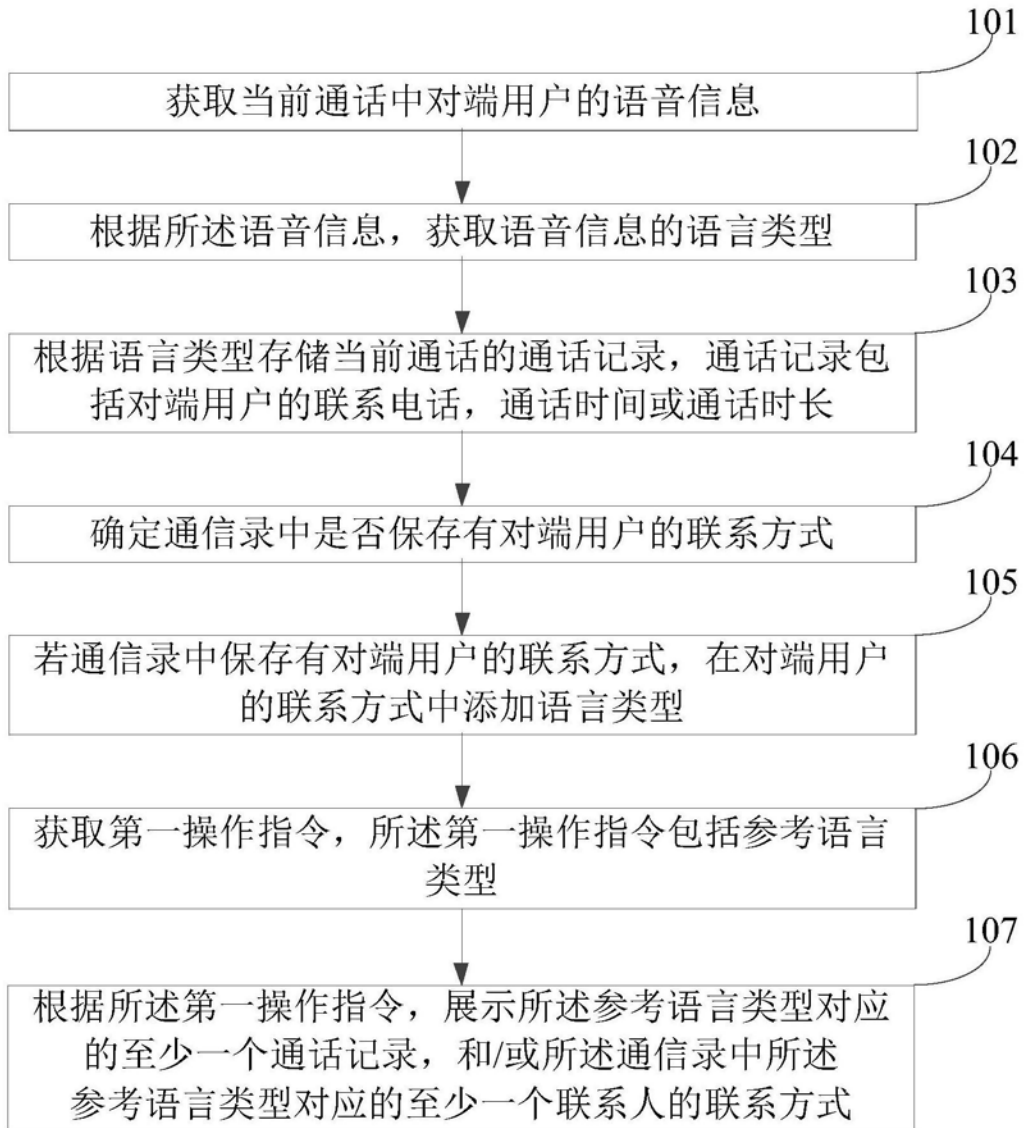 101
获取当前通话中对端用户的语音信息
102
根据所述语音信息，获取语音信息的语言类型
103
根据语言类型存储当前通话的通话记录，通话记录包
括对端用户的联系电话，通话时间或通话时长
104
确定通信录中是否保存有对端用户的联系方式
105
若通信录中保存有对端用户的联系方式，在对端用户
的联系方式中添加语言类型
106
获取第一操作指令，所述第一操作指令包括参考语言
类型
107
根据所述第一操作指令，展示所述参考语言类型对应
的至少一个通话记录，和/或所述通信录中所述
参考语言类型对应的至少一个联系人的联系方式